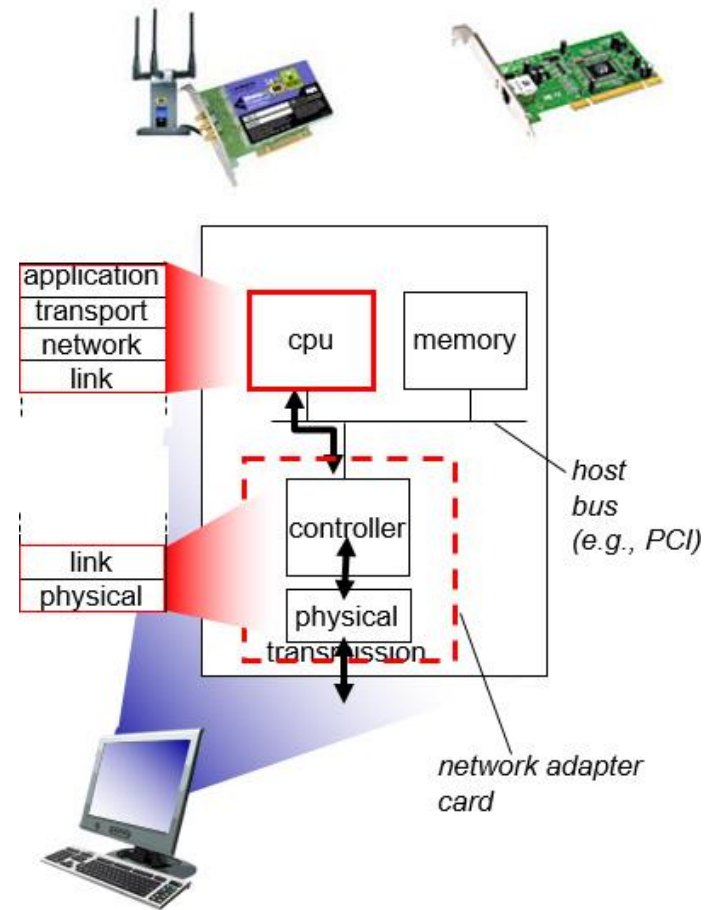 application
transport
network
link
cpu
memory
host
bus
(e.g., PCI)
controller
link
physical
physical
transmission
network adapter
card